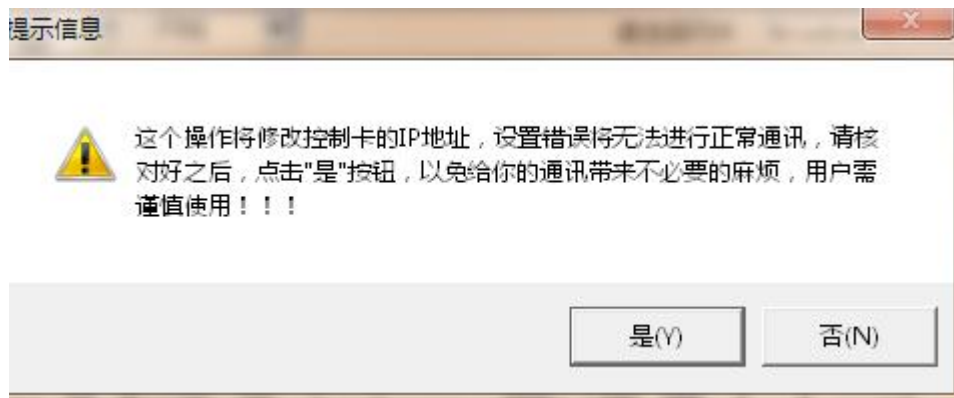 提示信息
这个操作将修改控制卡的IP地址，设置错误将无法进行正常通讯，请核
对好之后，点击"是"按钮，以免给你的通讯带来不必要的麻烦，用户需
谨值使用！！！
是(Y)
否(N)